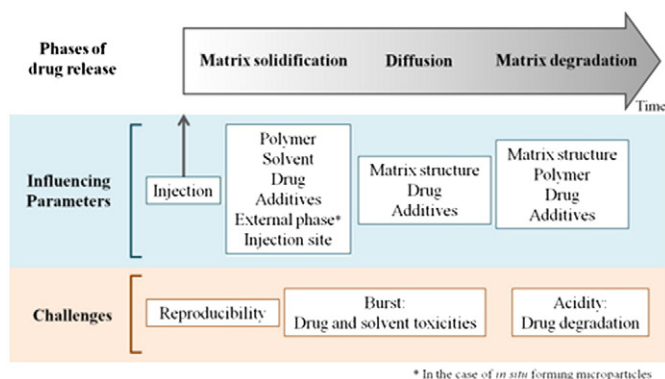 Phases of
drug release
Matrix solidification
Diffusion
Matrix degradation
Time
Influencing
Parameters
Injection
Polymer
Solvent
Drug
Additives
External phase*
Injection site
Matrix structure
Drug
Additives
Matrix structure
Polymer
Drug
Additives
Challenges
Reproducibility
Burst:
Drug and solvent toxicities
Acidity:
Drug degradation
* In the case of in situ forming microparticles